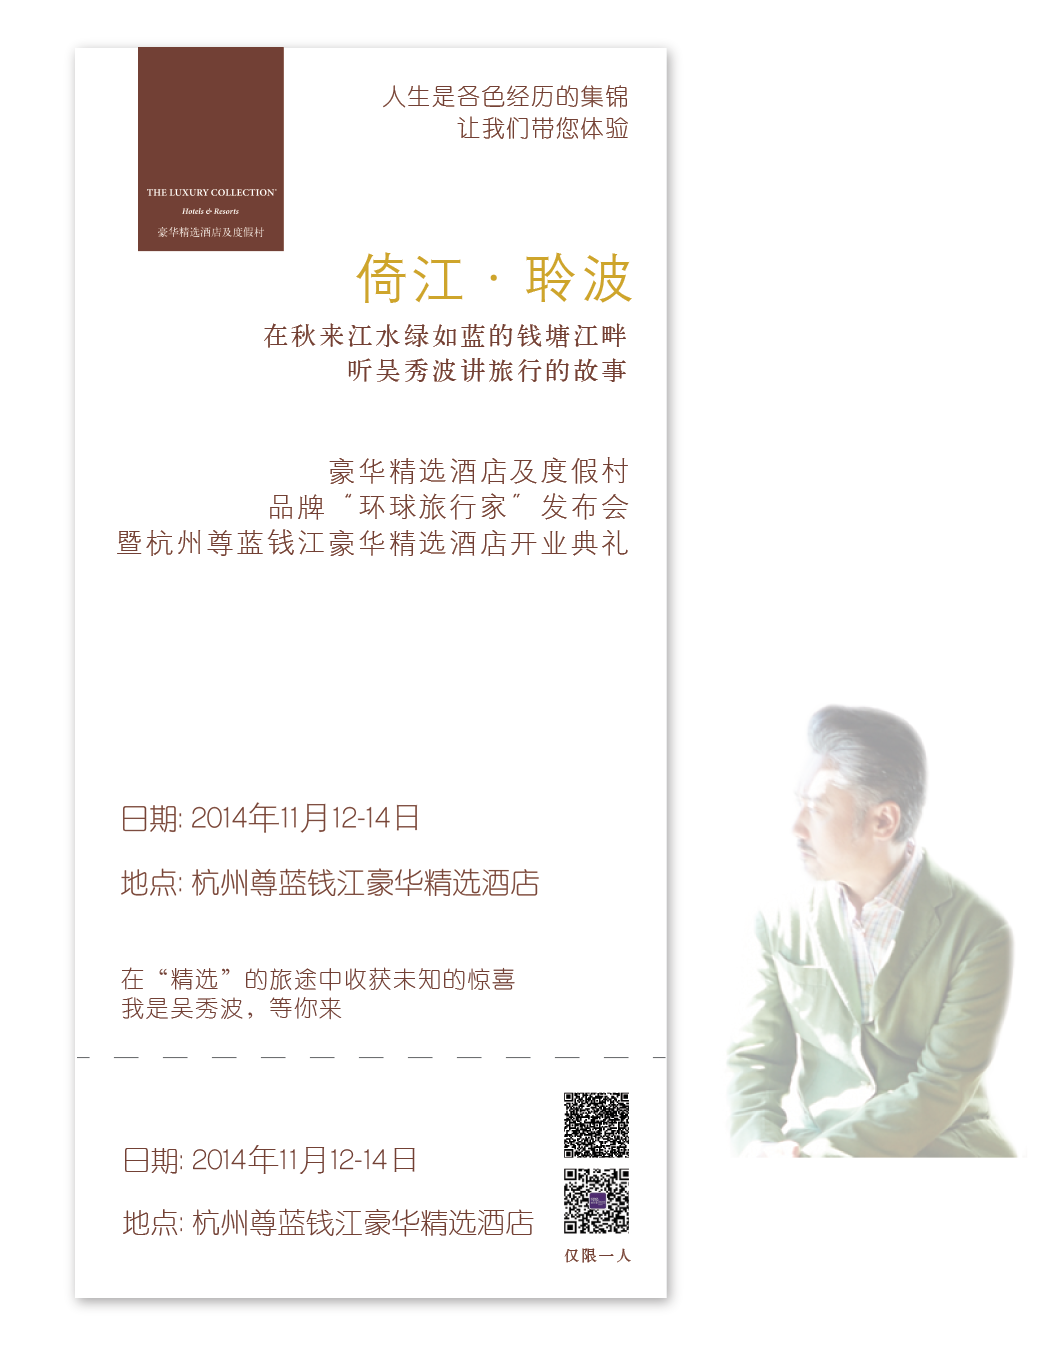 人生是各色经历的集锦
让我们带您体验
THE LUXURY COLLECTION
Hotels & Resorts
豪华精选酒店及度假村
倚江·聆波
在秋来江水绿如蓝的钱塘江畔
听吴秀波讲旅行的故事
豪华精选酒店及度假村
品牌“环球旅行家”发布会
暨杭州尊蓝钱江豪华精选酒店开业典礼
日期: 2014年11月12-14日
地点: 杭州尊蓝钱江豪华精选酒店
在“精选”的旅途中收获未知的惊喜
我是吴秀波，等你来
日期: 2014年11月12-14日
地点: 杭州尊蓝钱江豪华精选酒店
仅限一人